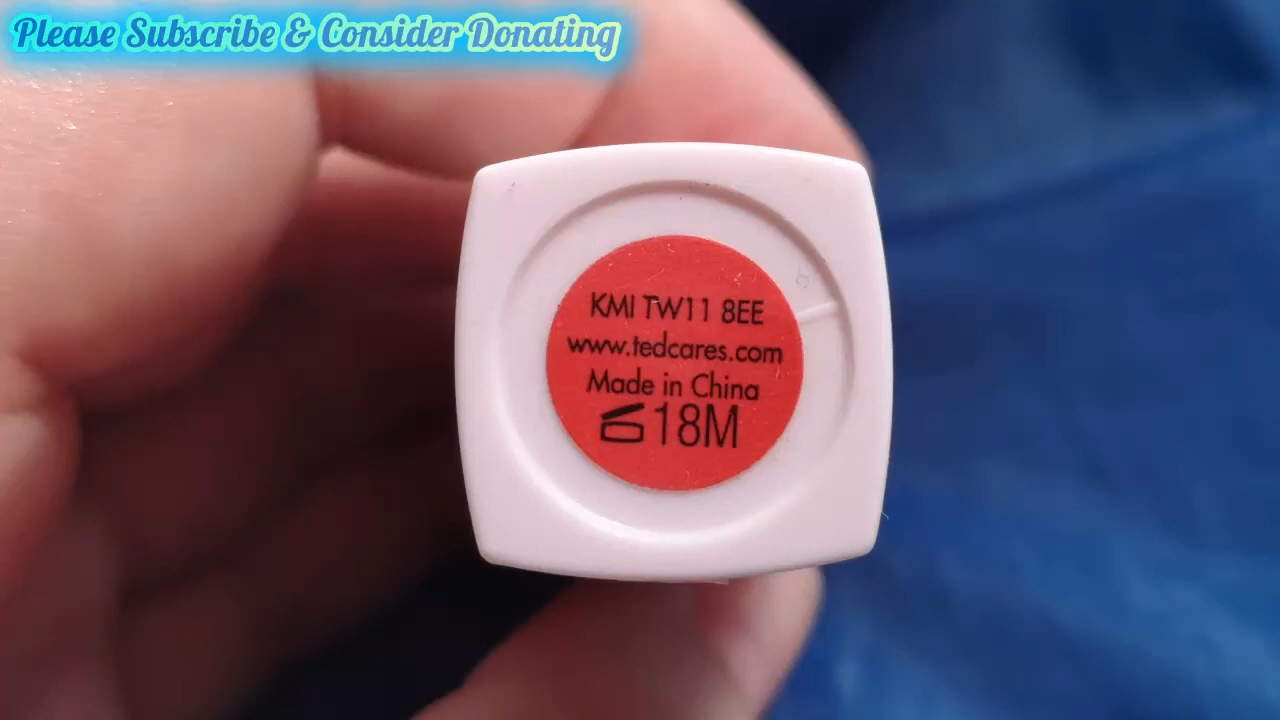 Please Subscribe & Consider Donating
KMI TW11 8EE
www.tedcares.com
Made in China
18M